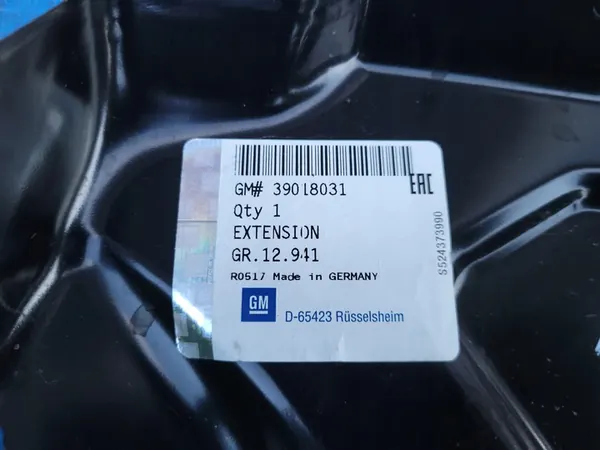 GM# 39018031
EAC
Qty 1
EXTENSION
GR.12.941
R0517 Made in GERMANY
GM
D-65423 Rüsselsheim
S524373990